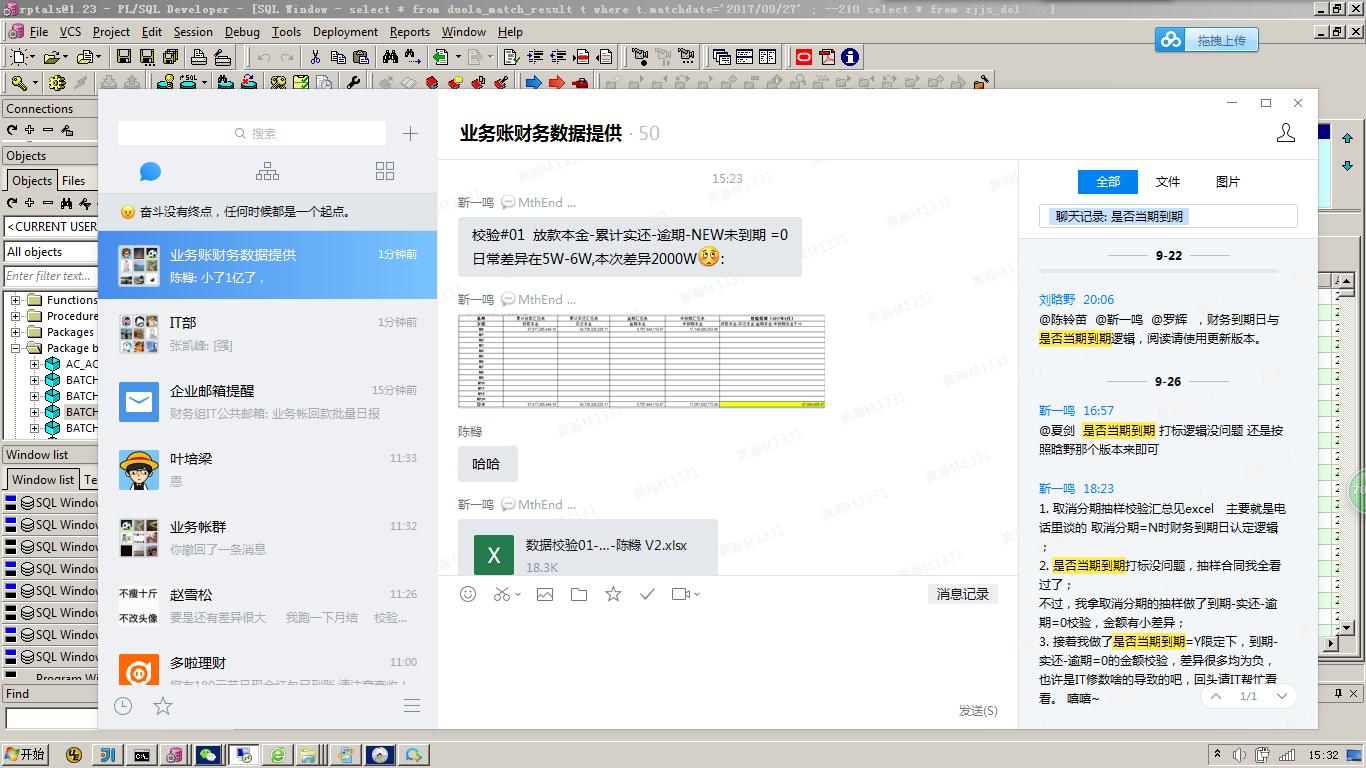 rptals@1.23 - PL/SQL Developer - [SQL Window - select * from duola_match_result t where t.matchdate='2017/09/27' ; --210 select * from zjjs_dol ...]
File VCS Project Edit Session Debug Tools Deployment Reports Window Help
拖拽上传
Connections
Objects
Objects Files
<CURRENT USER
All objects
Enter filter text...
Functions
Procedure
Packages
Package b
AC_AC
BATCH
BATCH
BATCH
BATCH
Window list
Window list Te
SQL Window
SQL Window
SQL Window
SQL Window
SQL Window
SQL Window
SQL Window
SQL Window
Program Win
Find
搜索
奋斗没有终点，任何时候都是一个起点。
业务账财务数据提供 1分钟前
陈緣: 小了1亿了，
IT部 1分钟前
张凯峰: [强]
企业邮箱提醒 15分钟前
财务组IT公共邮箱: 业务帐回款批量日报
叶培梁 11:33
恩
业务帐群 11:32
你撤回了一条消息
不瘦十斤
不改头像
赵雪松 11:26
要是还有差异很大 我跑一下月结 校验...
多啦理财 11:00
业务账财务数据提供 · 50
15:23
靳一鸣 MthEnd ...
校验#01 放款本金-累计实还-逾期-NEW未到期 =0
日常差异在5W-6W,本次差异2000W :
靳一鸣 MthEnd ...
陈緣
哈哈
靳一鸣 MthEnd ...
数据校验01-...-陈緣 V2.xlsx
18.3K
消息记录
发送(S)
黄瀚林1331
全部 文件 图片
聊天记录: 是否当期到期
9-22
刘晗野 20:06
@陈铃苗 @靳一鸣 @罗辉 ，财务到期日与
是否当期到期逻辑，阅读请使用更新版本。
9-26
靳一鸣 16:57
@夏剑 是否当期到期 打标逻辑没问题 还是按
照晗野那个版本来即可
靳一鸣 18:23
1. 取消分期抽样校验汇总见excel 主要就是电
话里谈的 取消分期=N时财务到期日认定逻辑
；
2. 是否当期到期打标没问题，抽样合同我全看
过了；
不过，我拿取消分期的抽样做了到期-实还-逾
期=0校验，金额有小差异；
3. 接着我做了是否当期到期=Y限定下，到期-
实还-逾期=0的金额校验，差异很多均为负，
也许是IT修数啥的导致的吧，回头请IT帮忙看
看。 嘻嘻~
1/1
70
开始
15:32